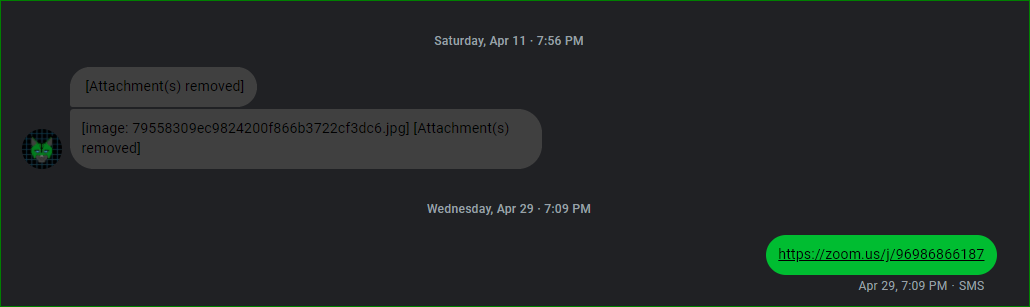 Saturday, Apr 11 · 7:56 PM
[Attachment(s) removed]
[image: 79558309ec9824200f866b3722cf3dc6.jpg] [Attachment(s)
removed]
Wednesday, Apr 29 · 7:09 PM
https://zoom.us/j/96986866187
Apr 29, 7:09 PM · SMS